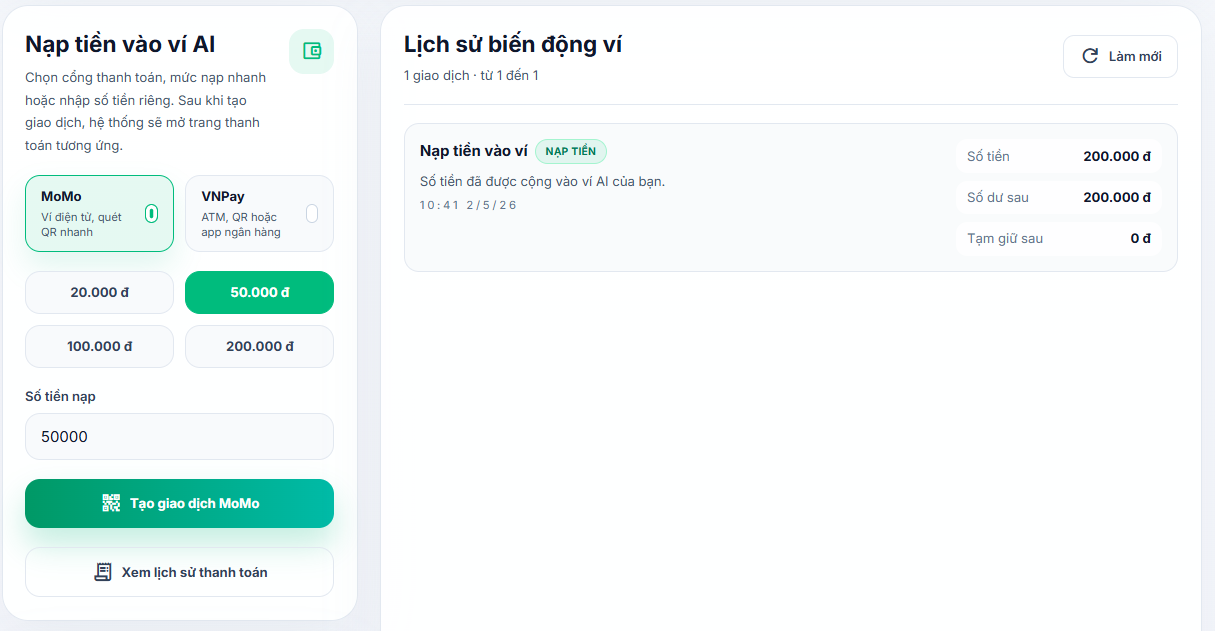 Nạp tiền vào ví AI
Chọn cổng thanh toán, mức nạp nhanh
hoặc nhập số tiền riêng. Sau khi tạo
giao dịch, hệ thống sẽ mở trang thanh
toán tương ứng.
MoMo
Ví điện tử, quét
QR nhanh
VNPay
ATM, QR hoặc
app ngân hàng
20.000 đ
50.000 đ
100.000 đ
200.000 đ
Số tiền nạp
50000
Tạo giao dịch MoMo
Xem lịch sử thanh toán
Lịch sử biến động ví
1 giao dịch · từ 1 đến 1
Làm mới
Nạp tiền vào ví NẠP TIỀN
Số tiền đã được cộng vào ví AI của bạn.
10:41 2/5/26
Số tiền 200.000 đ
Số dư sau 200.000 đ
Tạm giữ sau 0 đ